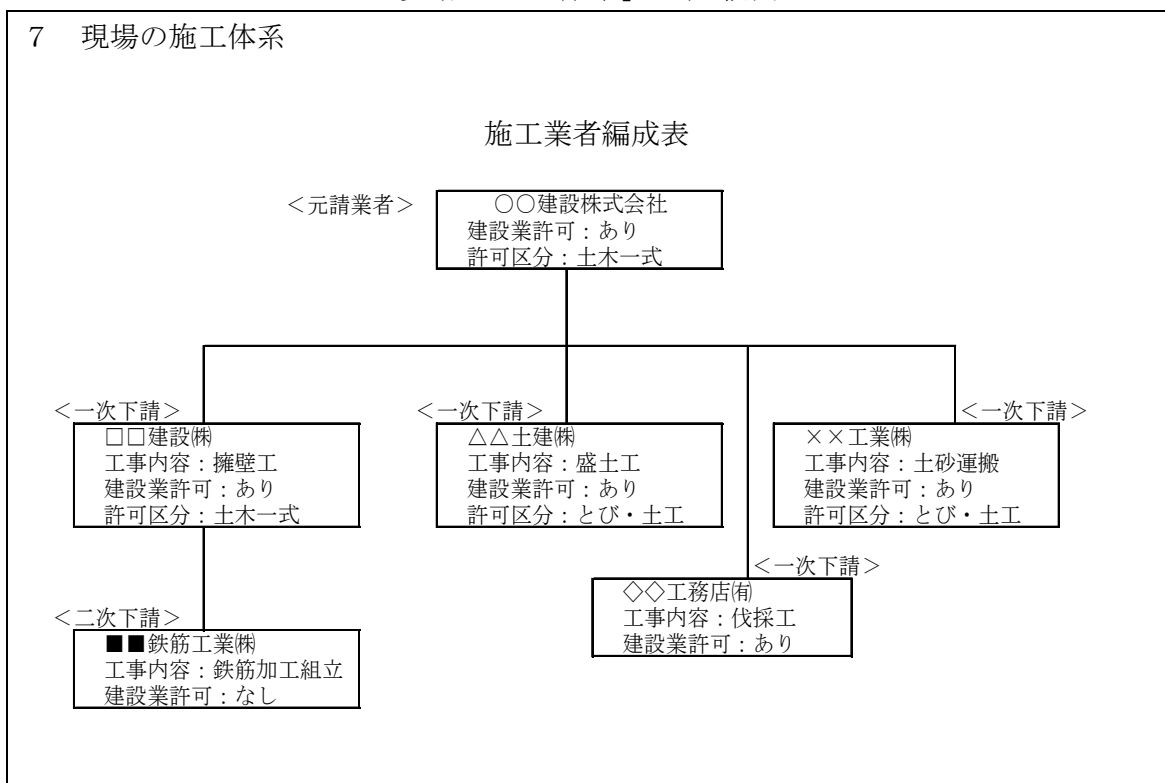 7　現場の施工体系
施工業者編成表
＜元請業者＞
○○建設株式会社
建設業許可：あり
許可区分：土木一式
＜一次下請＞
□□建設㈱
工事内容：擁壁工
建設業許可：あり
許可区分：土木一式
＜一次下請＞
△△土建㈱
工事内容：盛土工
建設業許可：あり
許可区分：とび・土工
＜一次下請＞
××工業㈱
工事内容：土砂運搬
建設業許可：あり
許可区分：とび・土工
＜一次下請＞
◇◇工務店㈲
工事内容：伐採工
建設業許可：あり
＜二次下請＞
■■鉄筋工業㈱
工事内容：鉄筋加工組立
建設業許可：なし